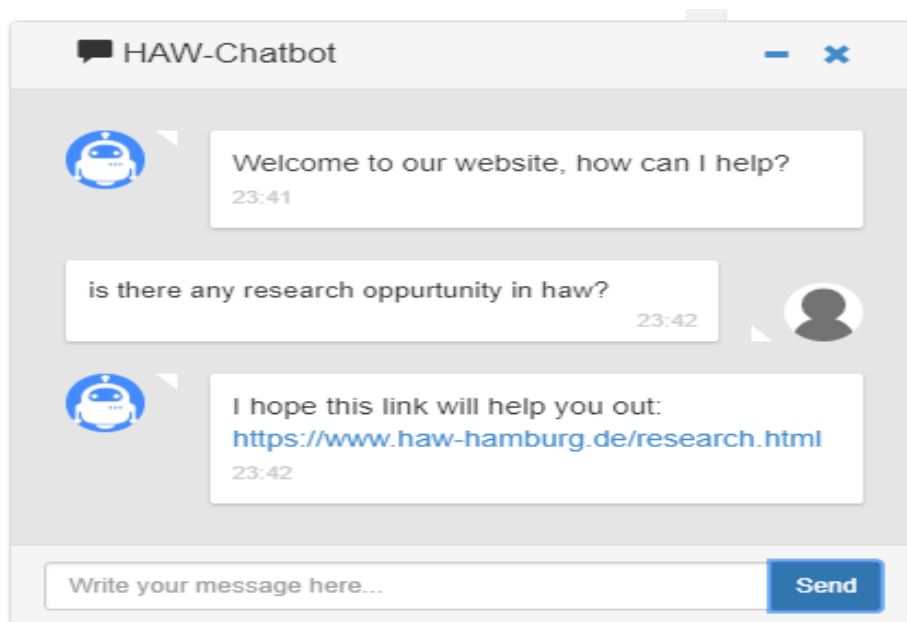 HAW-Chatbot
Welcome to our website, how can I help?
23:41
is there any research oppurtunity in haw?
23:42
I hope this link will help you out:
https://www.haw-hamburg.de/research.html
23:42
Write your message here...
Send